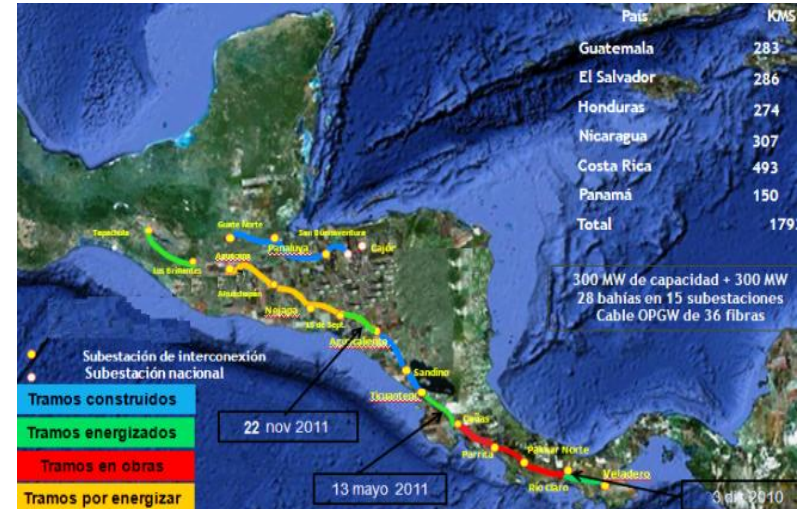 País KMS
Guatemala 283
El Salvador 286
Honduras 274
Nicaragua 307
Costa Rica 493
Panamá 150
Total 1793
300 MW de capacidad + 300 MW
28 bahías en 15 subestaciones
Cable OPGW de 36 fibras
Tapachula
Los Brillantes
Guate Norte
San Buenaventura
Panaluya
Cajón
Aguacapa
Ahuachapán
Nejapa
15 de Sept.
Agua caliente
Sandino
Ticuantepe
Cañas
Parrita
Palmar Norte
Río Claro
Veladero
Subestación de interconexión
Subestación nacional
Tramos construidos
Tramos energizados
Tramos en obras
Tramos por energizar
22 nov 2011
13 mayo 2011
3 dic 2010